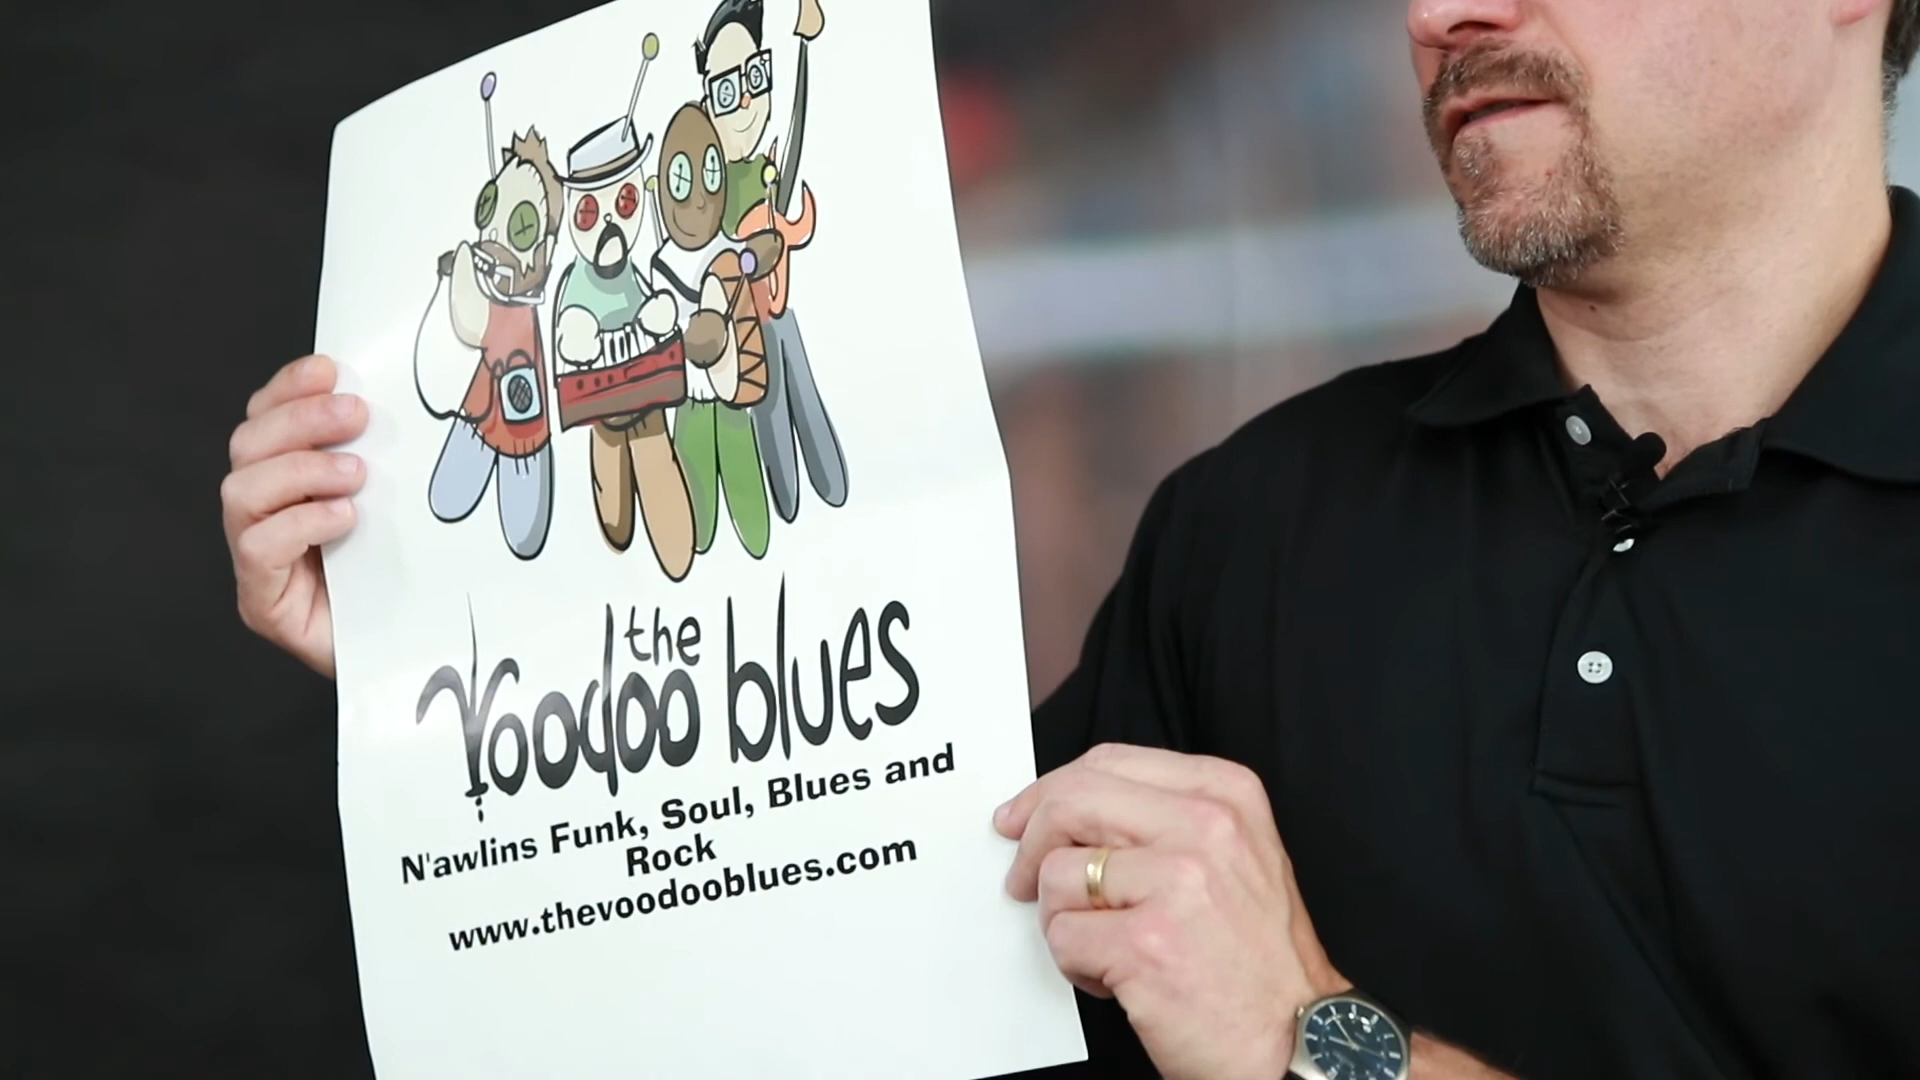 the
Voodoo blues
N'awlins Funk, Soul, Blues and
Rock
www.thevoodooblues.com